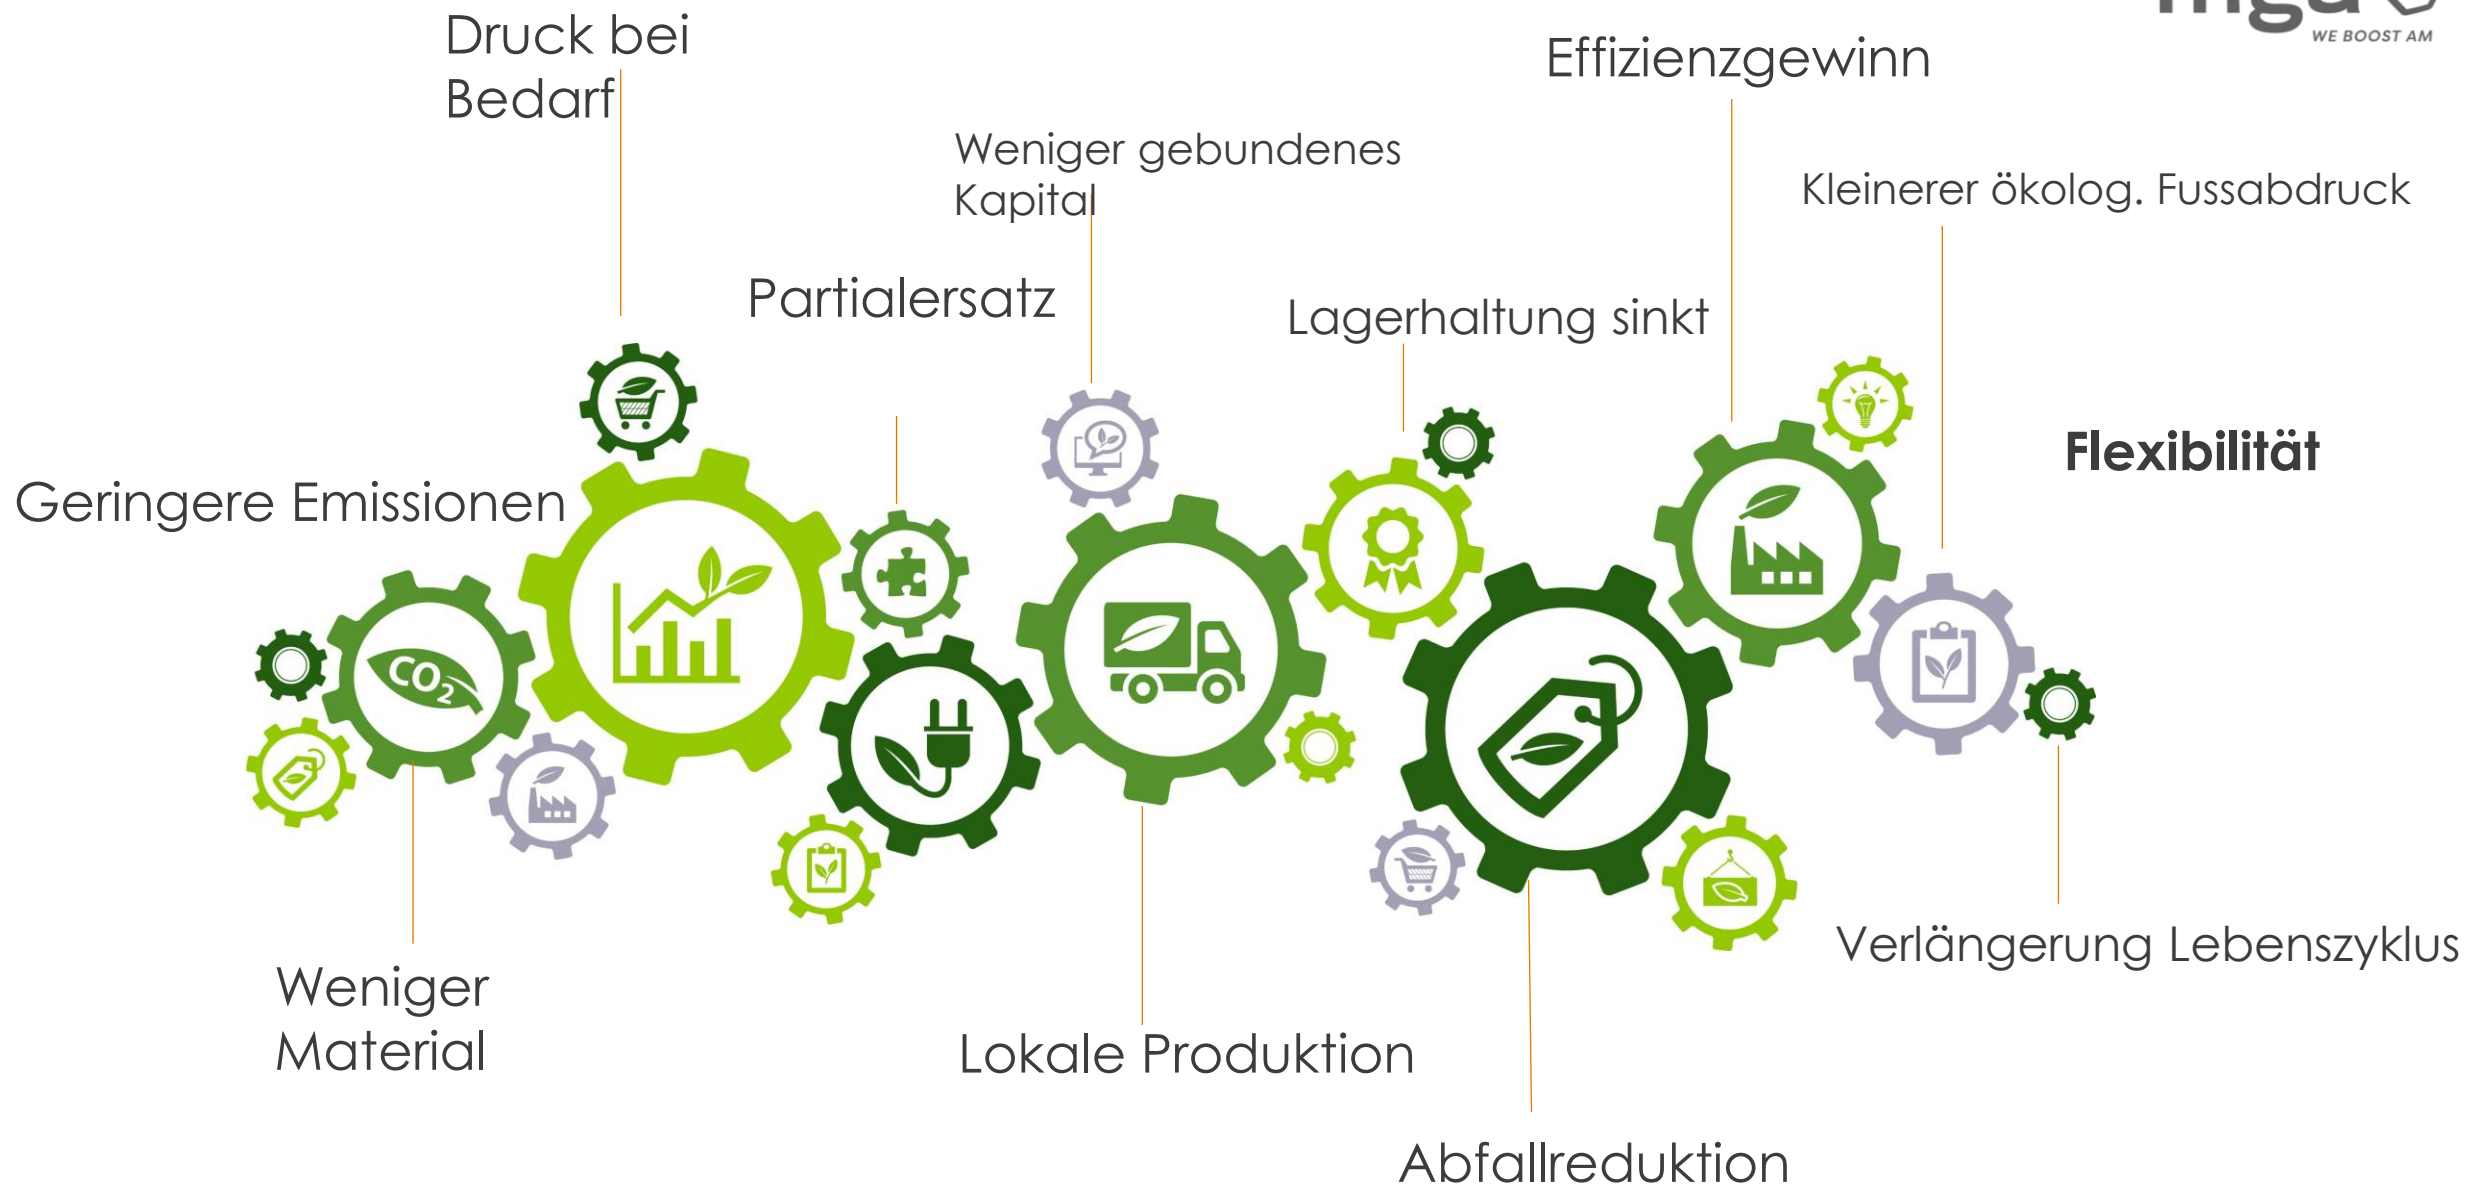 Druck bei
Bedarf
WE BOOST AM
Effizienzgewinn
Weniger gebundenes
Kapital
Kleinerer ökolog. Fussabdruck
Partialersatz
Lagerhaltung sinkt
Flexibilität
Geringere Emissionen
CO₂
Verlängerung Lebenszyklus
Weniger
Material
Lokale Produktion
Abfallreduktion